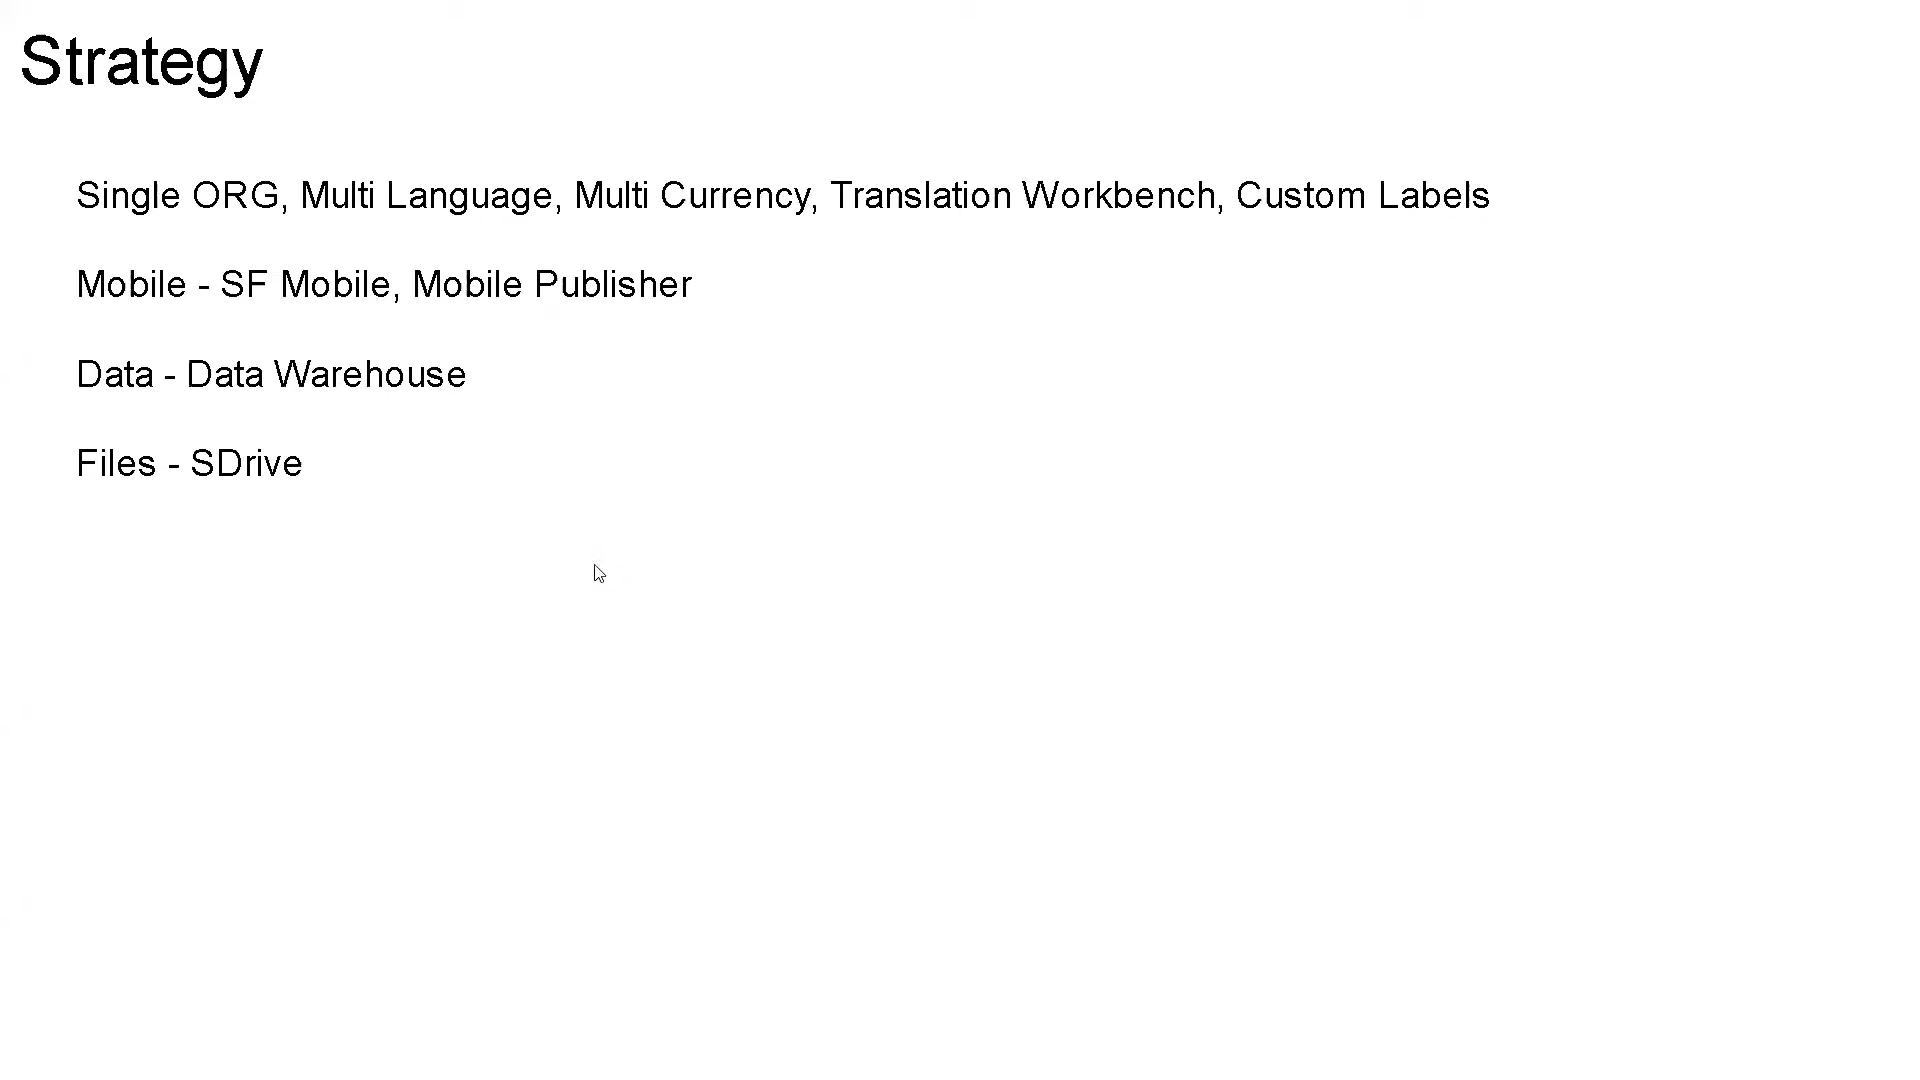 Strategy
Single ORG, Multi Language, Multi Currency, Translation Workbench, Custom Labels
Mobile - SF Mobile, Mobile Publisher
Data - Data Warehouse
Files - SDrive